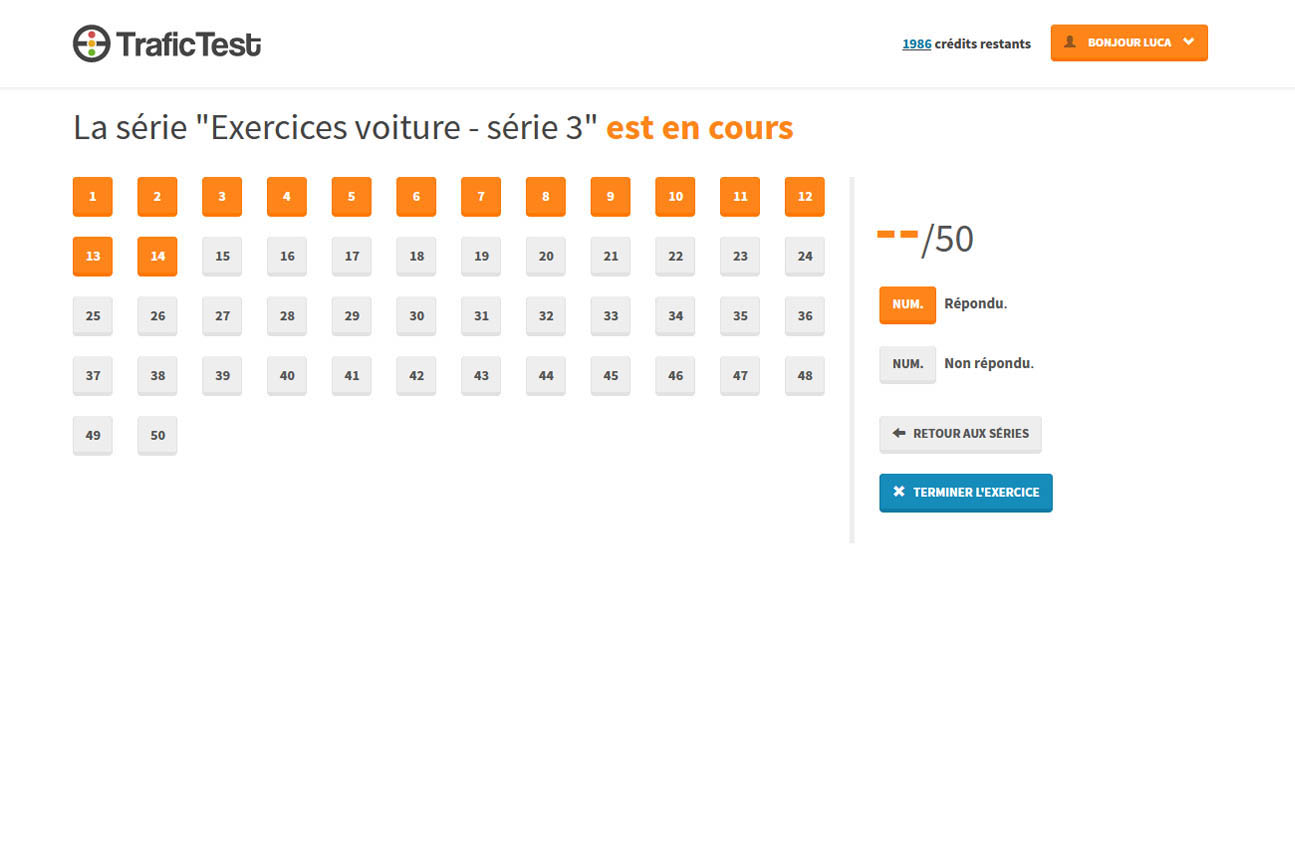 TraficTest
1986 crédits restants
BONJOUR LUCA
La série "Exercices voiture - série 3" est en cours
1 2 3 4 5 6 7 8 9 10 11 12
13 14 15 16 17 18 19 20 21 22 23 24
25 26 27 28 29 30 31 32 33 34 35 36
37 38 39 40 41 42 43 44 45 46 47 48
49 50
--/50
NUM. Répondu.
NUM. Non répondu.
RETOUR AUX SÉRIES
TERMINER L'EXERCICE